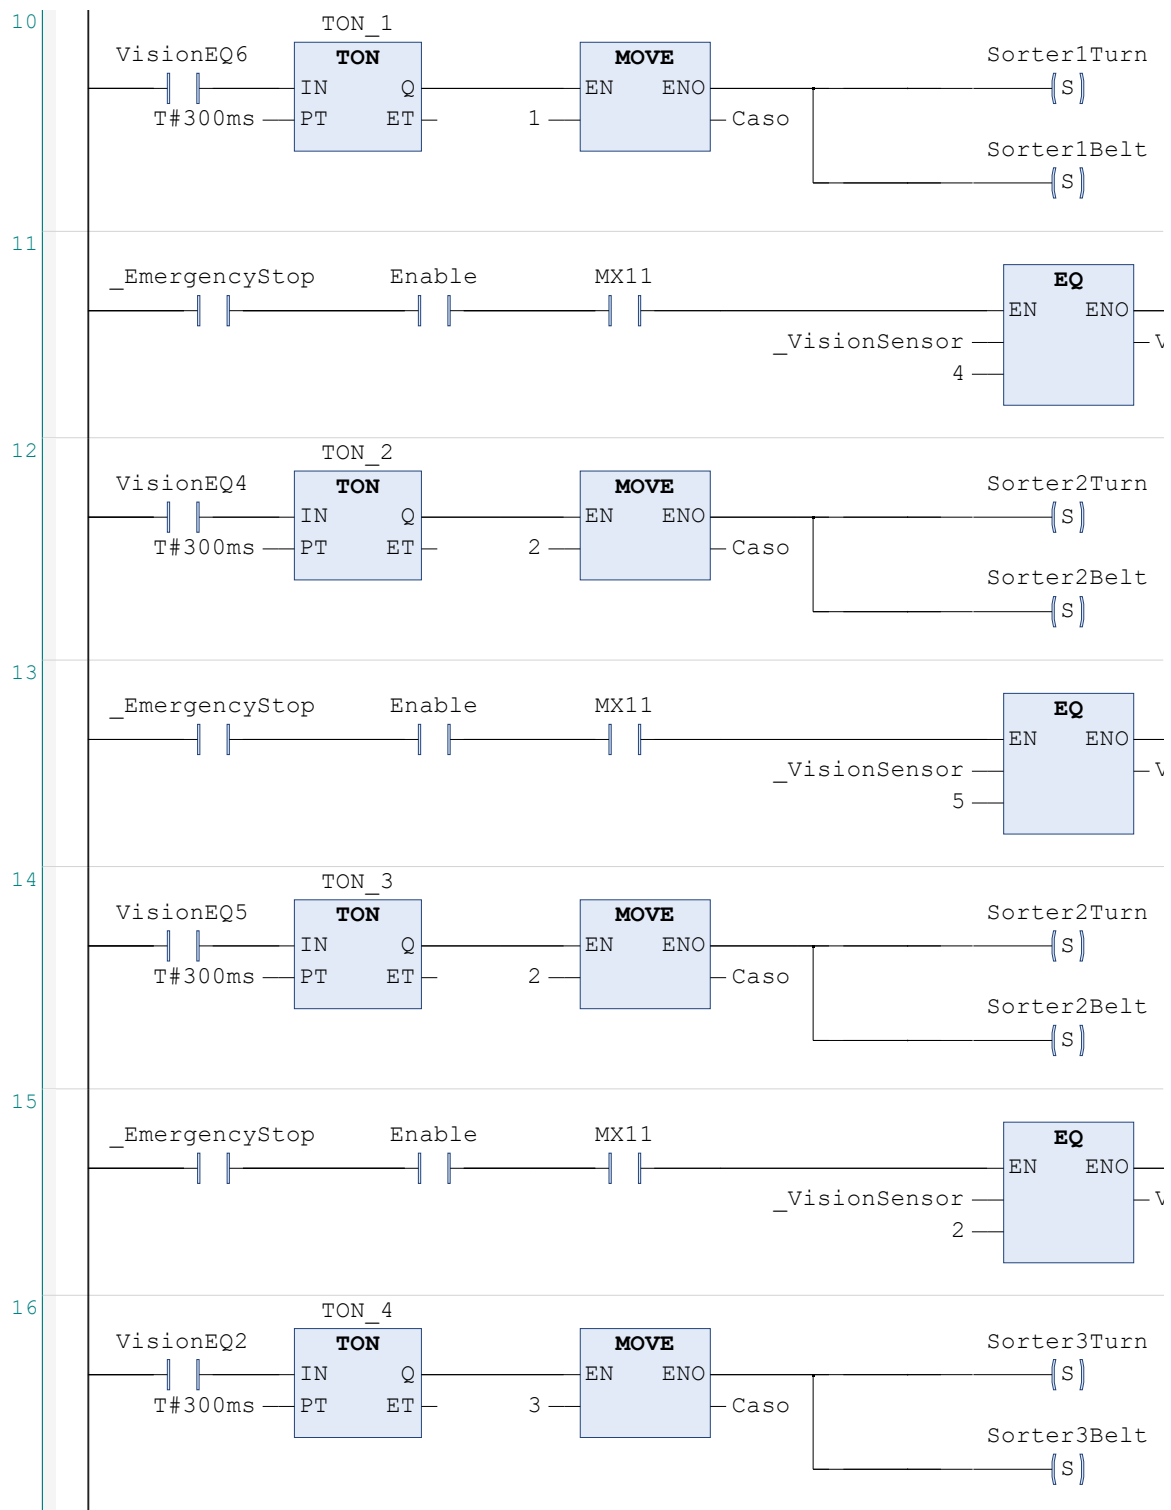 10
TON_1
VisionEQ6 TON MOVE Sorter1Turn
IN Q EN ENO S
T#300ms PT ET 1 Caso
Sorter1Belt
S
11
_EmergencyStop Enable MX11 EQ
EN ENO
_VisionSensor V
4
12
TON_2
VisionEQ4 TON MOVE Sorter2Turn
IN Q EN ENO S
T#300ms PT ET 2 Caso
Sorter2Belt
S
13
_EmergencyStop Enable MX11 EQ
EN ENO
_VisionSensor V
5
14
TON_3
VisionEQ5 TON MOVE Sorter2Turn
IN Q EN ENO S
T#300ms PT ET 2 Caso
Sorter2Belt
S
15
_EmergencyStop Enable MX11 EQ
EN ENO
_VisionSensor V
2
16
TON_4
VisionEQ2 TON MOVE Sorter3Turn
IN Q EN ENO S
T#300ms PT ET 3 Caso
Sorter3Belt
S